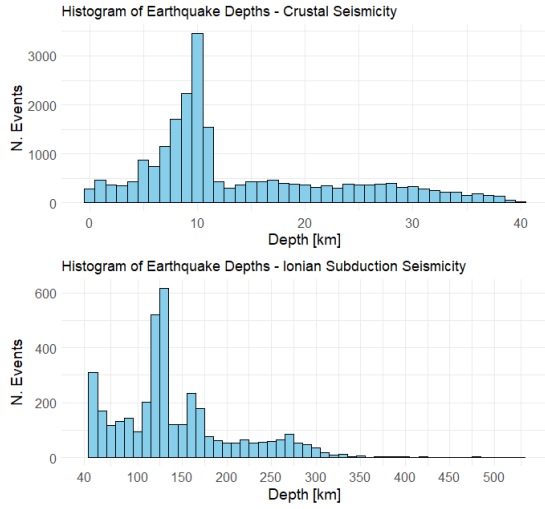 Histogram of Earthquake Depths - Crustal Seismicity
3000
2000
1000
0
N. Events
0 10 20 30 40
Depth [km]
Histogram of Earthquake Depths - Ionian Subduction Seismicity
600
400
200
0
N. Events
40 100 150 200 250 300 350 400 450 500
Depth [km]